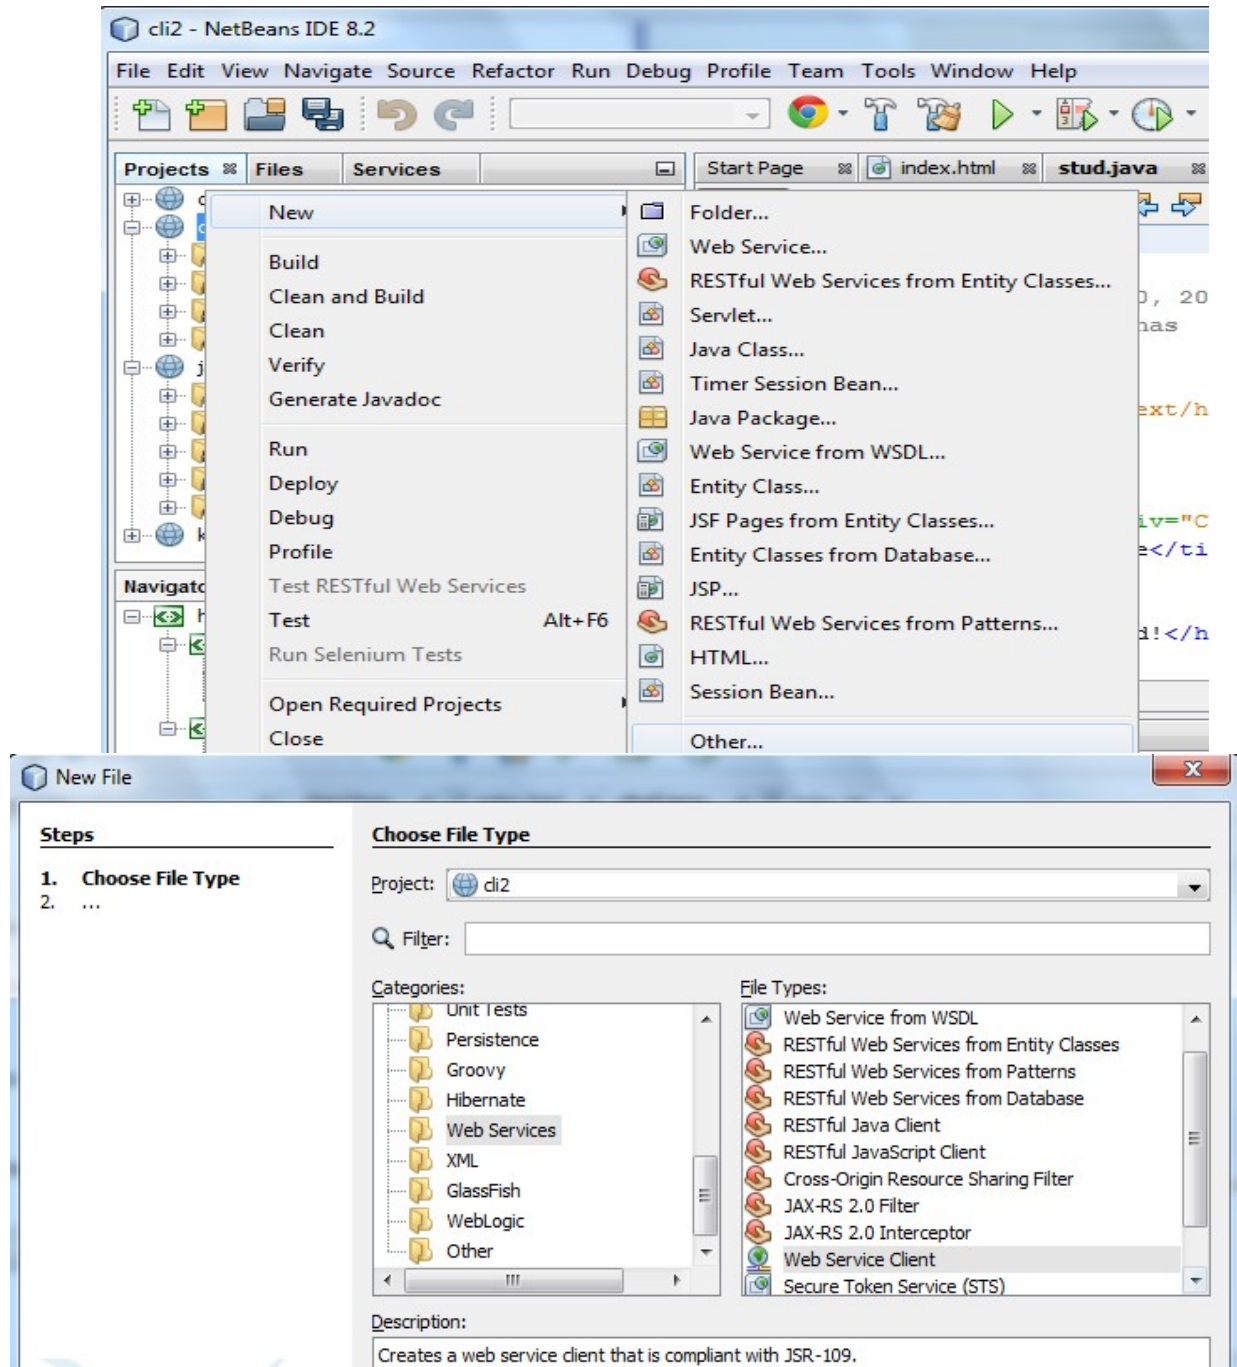 cli2 - NetBeans IDE 8.2
File Edit View Navigate Source Refactor Run Debug Profile Team Tools Window Help
Projects Files Services Start Page index.html stud.java
New
Build
Clean and Build
Clean
Verify
Generate Javadoc
Run
Deploy
Debug
Profile
Test RESTful Web Services
Test Alt+F6
Run Selenium Tests
Open Required Projects
Close
Folder...
Web Service...
RESTful Web Services from Entity Classes...
Servlet...
Java Class...
Timer Session Bean...
Java Package...
Web Service from WSDL...
Entity Class...
JSF Pages from Entity Classes...
Entity Classes from Database...
JSP...
RESTful Web Services from Patterns...
HTML...
Session Bean...
Other...
New File
Steps
1. Choose File Type
2. ...
Choose File Type
Project: cli2
Filter:
Categories:
Unit Tests
Persistence
Groovy
Hibernate
Web Services
XML
GlassFish
WebLogic
Other
File Types:
Web Service from WSDL
RESTful Web Services from Entity Classes
RESTful Web Services from Patterns
RESTful Web Services from Database
RESTful Java Client
RESTful JavaScript Client
Cross-Origin Resource Sharing Filter
JAX-RS 2.0 Filter
JAX-RS 2.0 Interceptor
Web Service Client
Secure Token Service (STS)
Description:
Creates a web service client that is compliant with JSR-109.